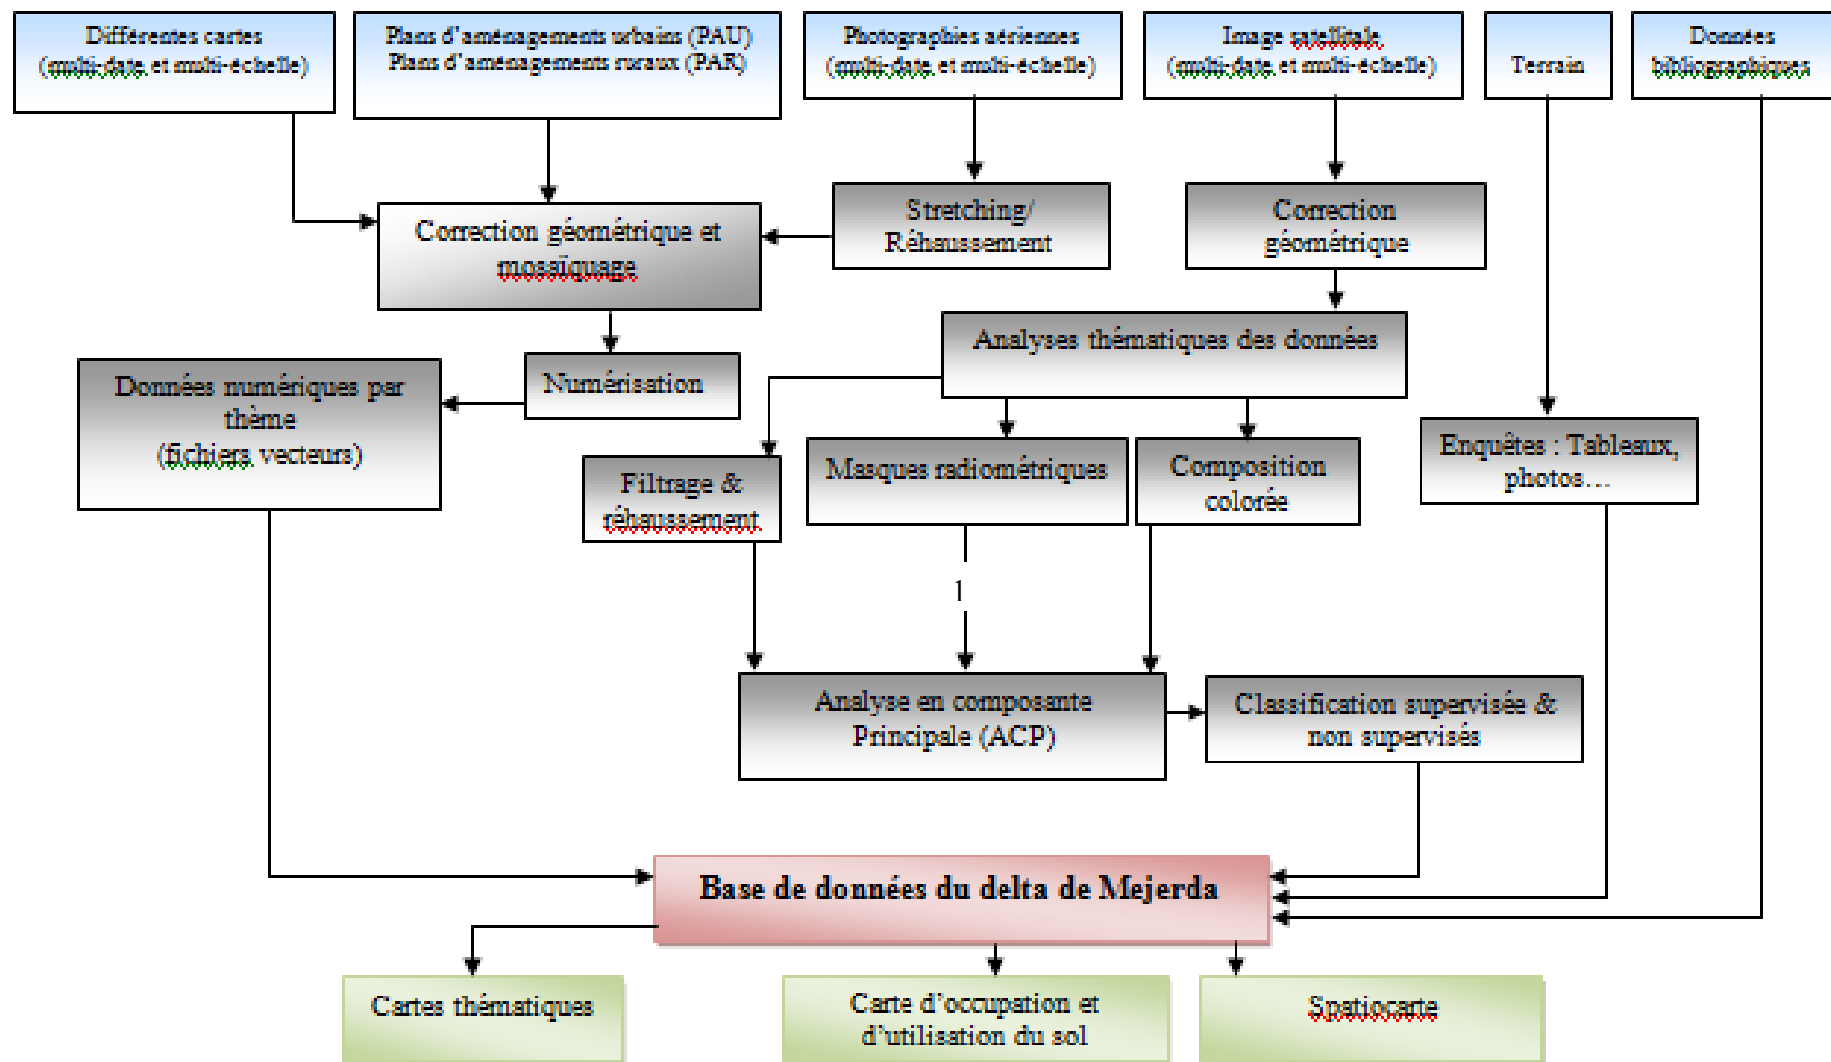 Différentes cartes
(multi-date et multi-échelle)
Plans d'aménagements urbains (PAU)
Plans d'aménagements ruraux (PAR)
Photographies aériennes
(multi-date et multi-échelle)
Image satellitale
(multi-date et multi-échelle)
Terrain
Données
bibliographiques
Correction géométrique et
mosaïquage
Stretching/
Réhaussement
Correction
géométrique
Analyses thématiques des données
Numérisation
Données numériques par
thème
(fichiers vecteurs)
Filtrage &
réhaussement
Masques radiométriques
Composition
colorée
Enquêtes : Tableaux,
photos…
1
Analyse en composante
Principale (ACP)
Classification supervisée &
non supervisés
Base de données du delta de Mejerda
Cartes thématiques
Carte d'occupation et
d'utilisation du sol
Spatiocarte